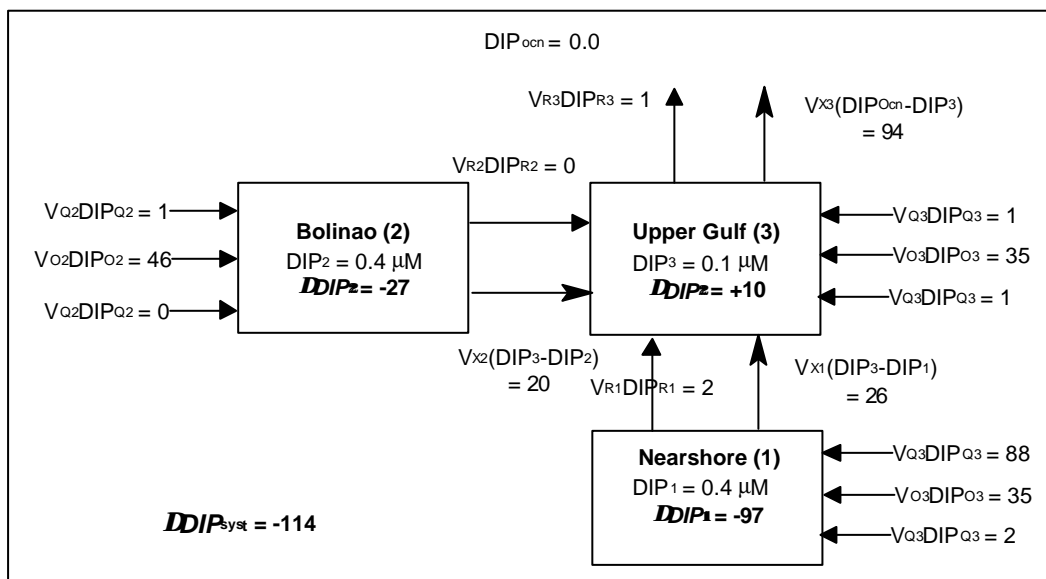 DIPocn = 0.0
VR3DIPR3 = 1
VX3(DIPOcn-DIP3)
= 94
VR2DIPR2 = 0
VQ2DIPQ2 = 1
VO2DIPO2 = 46
VQ2DIPQ2 = 0
Bolinao (2)
DIP2 = 0.4 µM
DDIP2 = -27
Upper Gulf (3)
DIP3 = 0.1 µM
DDIP2 = +10
VQ3DIPQ3 = 1
VO3DIPO3 = 35
VQ3DIPQ3 = 1
VX2(DIP3-DIP2)
= 20
VR1DIPR1 = 2
VX1(DIP3-DIP1)
= 26
Nearshore (1)
DIP1 = 0.4 µM
DDIP1 = -97
VQ3DIPQ3 = 88
VO3DIPO3 = 35
VQ3DIPQ3 = 2
DDIPsyst = -114